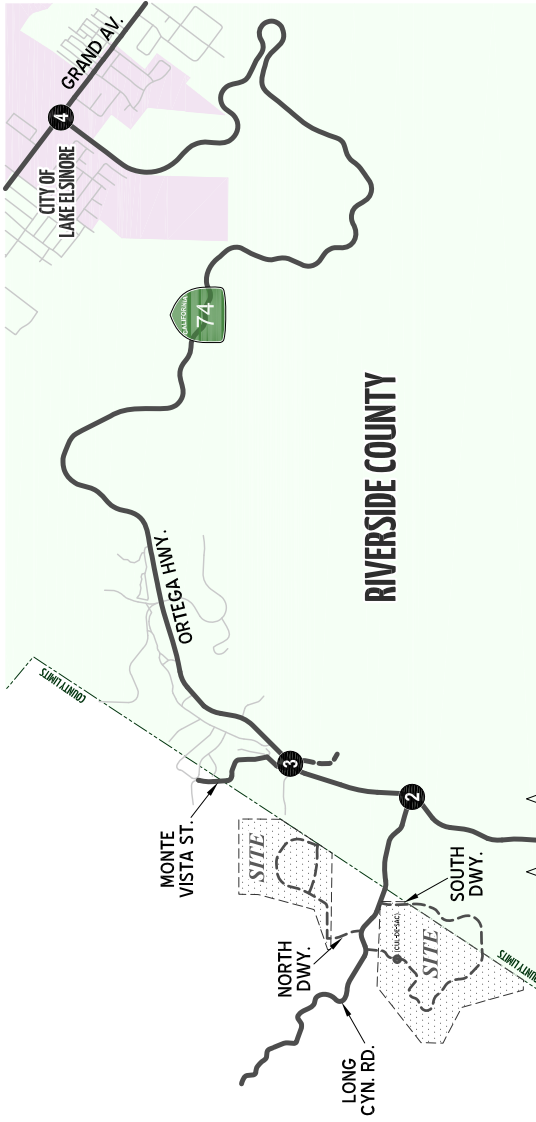 GRAND AV.
4
CITY OF
LAKE ELSINORE
CALIFORNIA
74
RIVERSIDE COUNTY
ORTEGA HWY.
COUNTY LIMITS
3
MONTE
VISTA ST.
2
SITE
SOUTH
DWY.
NORTH
DWY.
(CUL-DE-SAC)
SITE
LONG
CYN. RD.
COUNTY LIMITS